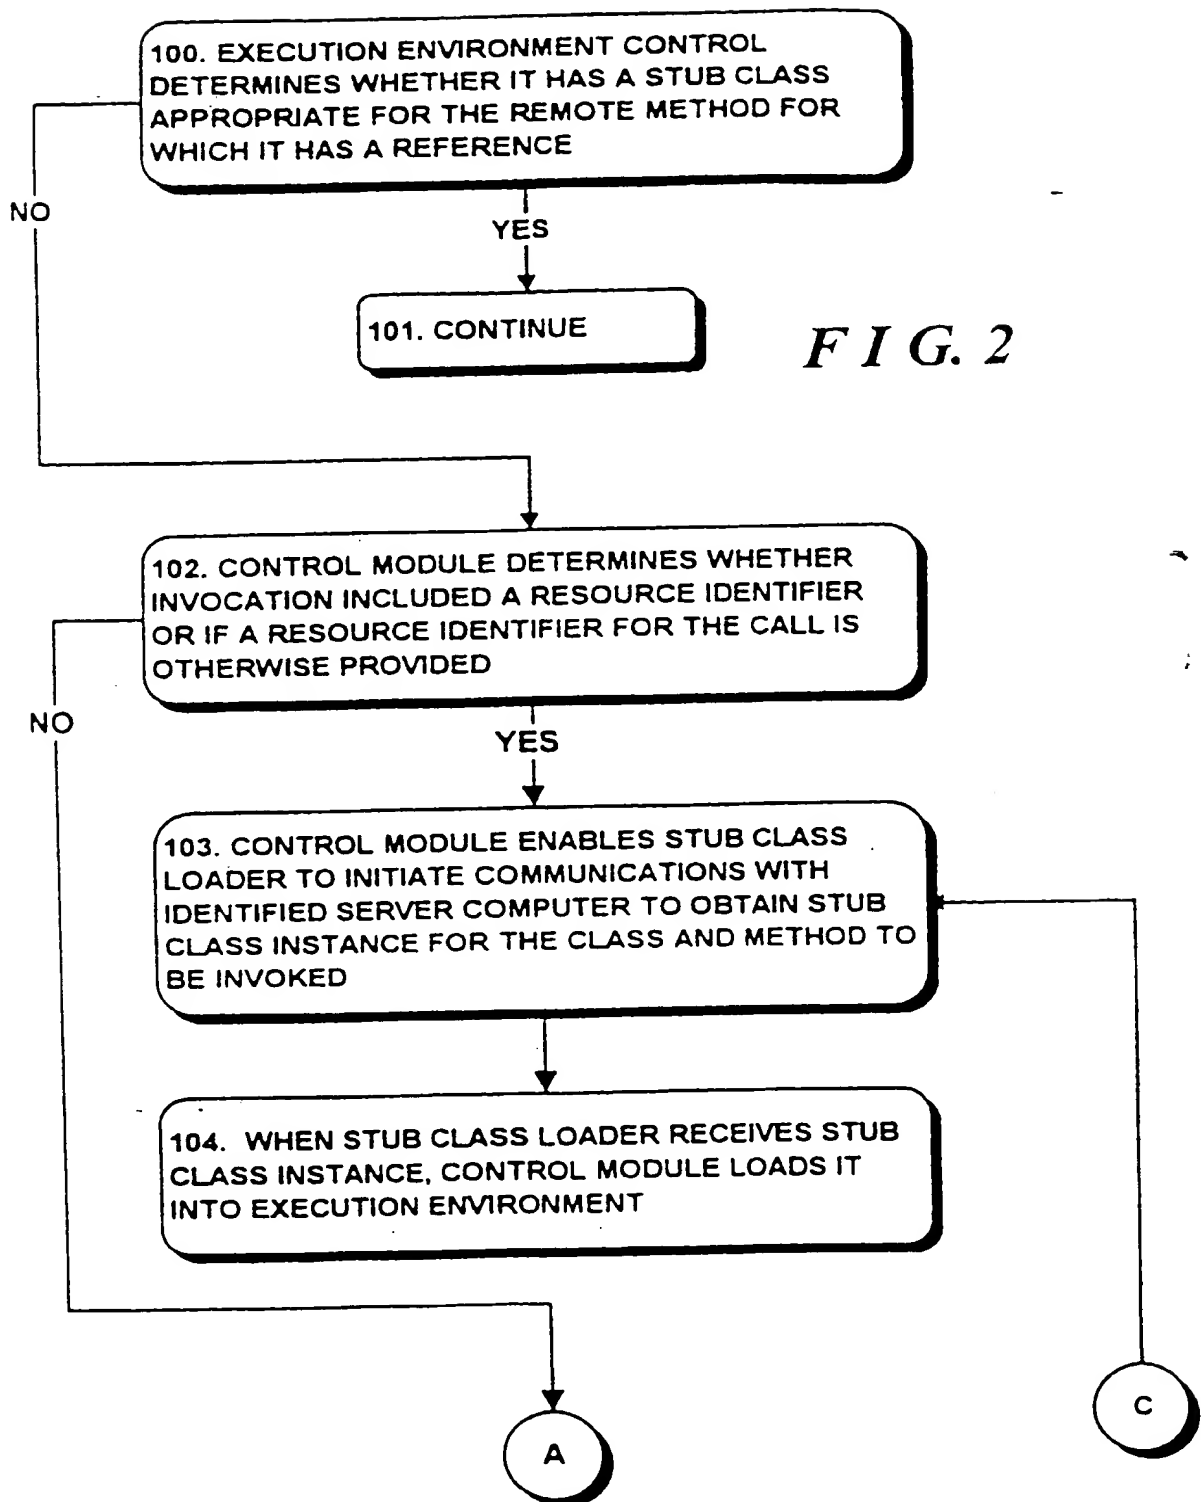 100. EXECUTION ENVIRONMENT CONTROL
DETERMINES WHETHER IT HAS A STUB CLASS
APPROPRIATE FOR THE REMOTE METHOD FOR
WHICH IT HAS A REFERENCE
NO
YES
101. CONTINUE
FIG. 2
102. CONTROL MODULE DETERMINES WHETHER
INVOCATION INCLUDED A RESOURCE IDENTIFIER
OR IF A RESOURCE IDENTIFIER FOR THE CALL IS
OTHERWISE PROVIDED
NO
YES
103. CONTROL MODULE ENABLES STUB CLASS
LOADER TO INITIATE COMMUNICATIONS WITH
IDENTIFIED SERVER COMPUTER TO OBTAIN STUB
CLASS INSTANCE FOR THE CLASS AND METHOD TO
BE INVOKED
104. WHEN STUB CLASS LOADER RECEIVES STUB
CLASS INSTANCE, CONTROL MODULE LOADS IT
INTO EXECUTION ENVIRONMENT
C
A